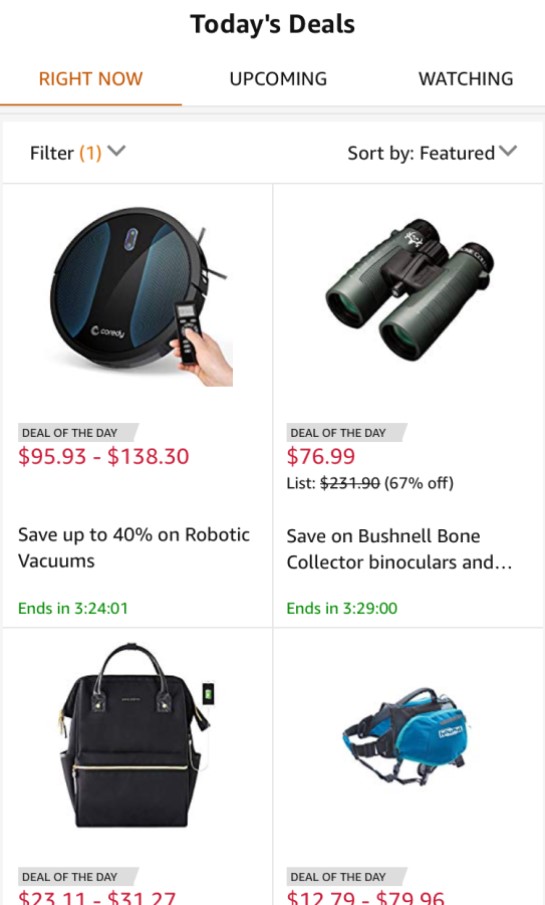 Today's Deals
RIGHT NOW UPCOMING WATCHING
Filter (1) Sort by: Featured
coredy
DEAL OF THE DAY
$95.93 - $138.30
Save up to 40% on Robotic
Vacuums
Ends in 3:24:01
DEAL OF THE DAY
$76.99
List: $231.90 (67% off)
Save on Bushnell Bone
Collector binoculars and...
Ends in 3:29:00
DEAL OF THE DAY
$23.11 - $31.27
DEAL OF THE DAY
$12.79 - $79.96